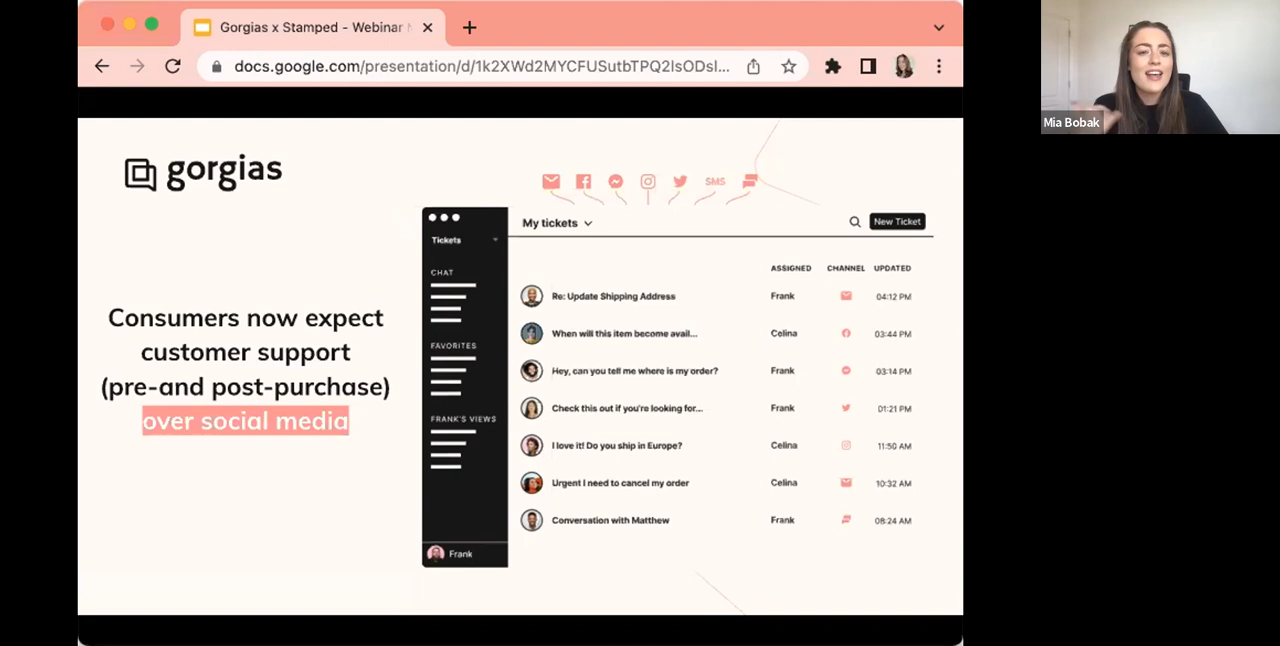 Gorgias x Stamped - Webinar
docs.google.com/presentation/d/1k2XWd2MYCFUSutbTPQ2IsODsI...
Mia Bobak
gorgias
SMS
Consumers now expect
customer support
(pre-and post-purchase)
over social media
Tickets
CHAT
FAVORITES
FRANK'S VIEWS
Frank
My tickets
New Ticket
ASSIGNED CHANNEL UPDATED
Re: Update Shipping Address Frank 04:12 PM
When will this item become avail... Celina 03:44 PM
Hey, can you tell me where is my order? Frank 03:14 PM
Check this out if you're looking for... Frank 01:21 PM
I love it! Do you ship in Europe? Celina 11:50 AM
Urgent I need to cancel my order Celina 10:32 AM
Conversation with Matthew Frank 08:24 AM